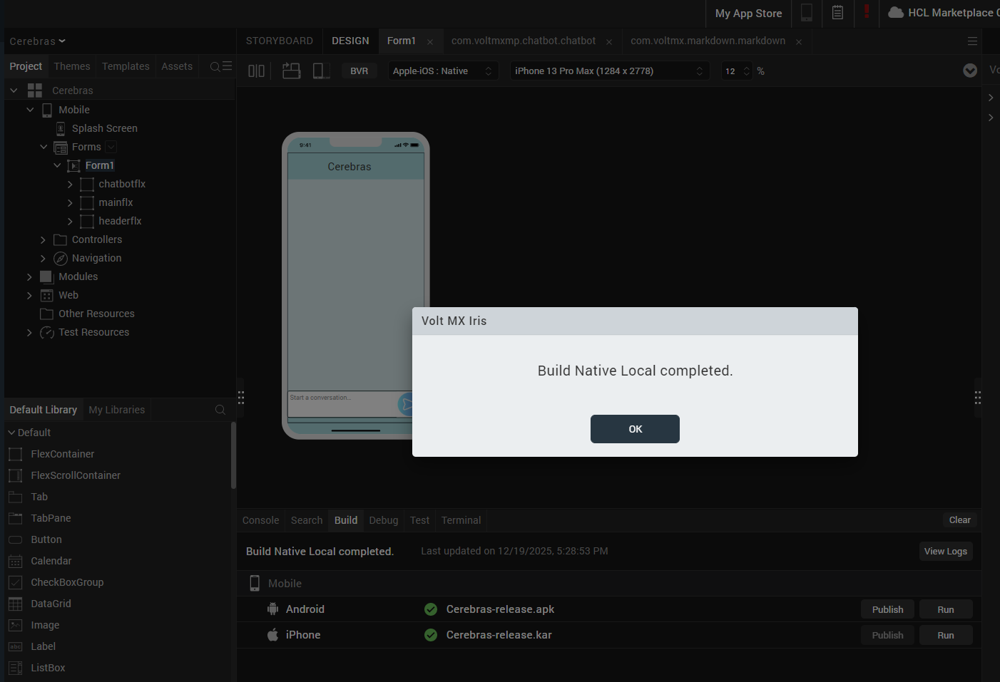 My App Store
HCL Marketplace
Cerebras
STORYBOARD
DESIGN
Form1
com.voltmxmp.chatbot.chatbot
com.voltmx.markdown.markdown
Project
Themes
Templates
Assets
BVR
Apple-iOS : Native
iPhone 13 Pro Max (1284 x 2778)
12
%
Cerebras
Mobile
Splash Screen
Forms
Form1
chatbotflx
mainflx
headerflx
Controllers
Navigation
Modules
Web
Other Resources
Test Resources
9:41
Cerebras
Start a conversation...
Volt MX Iris
Build Native Local completed.
OK
Default Library
My Libraries
Default
FlexContainer
FlexScrollContainer
Tab
TabPane
Button
Calendar
CheckBoxGroup
DataGrid
Image
abc
Label
ListBox
Console
Search
Build
Debug
Test
Terminal
Clear
Build Native Local completed.
Last updated on 12/19/2025, 5:28:53 PM
View Logs
Mobile
Android
Cerebras-release.apk
Publish
Run
iPhone
Cerebras-release.kar
Publish
Run